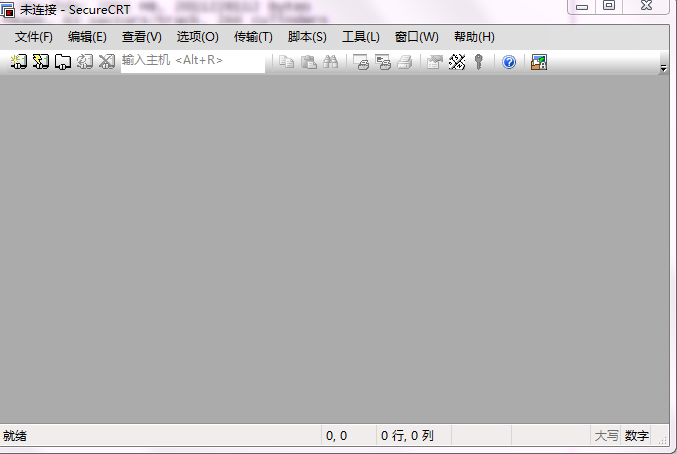 未连接 - SecureCRT
文件(F) 编辑(E) 查看(V) 选项(O) 传输(T) 脚本(S) 工具(L) 窗口(W) 帮助(H)
输入主机 <Alt+R>
就绪 0, 0 0 行, 0 列 大写 数字